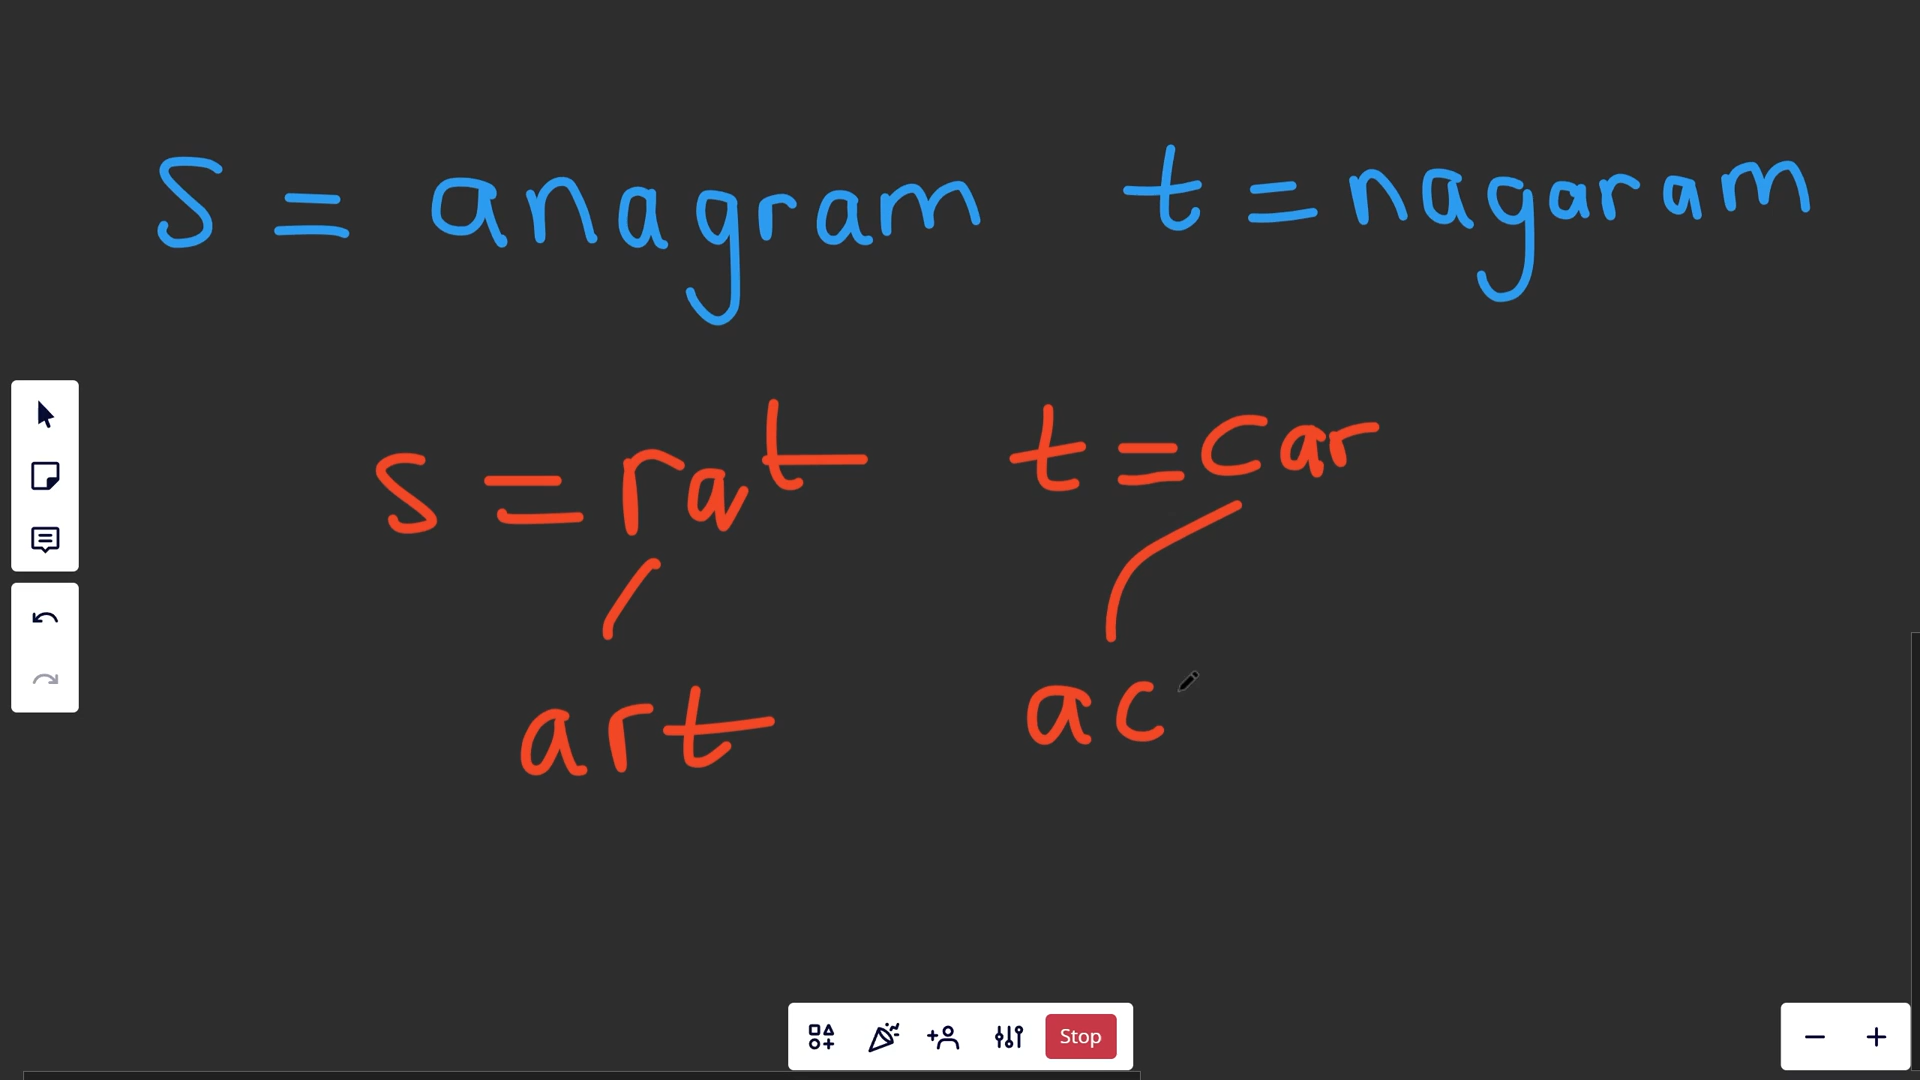 S = anagram t = nagaram
s = rat t = car
art ac
Stop